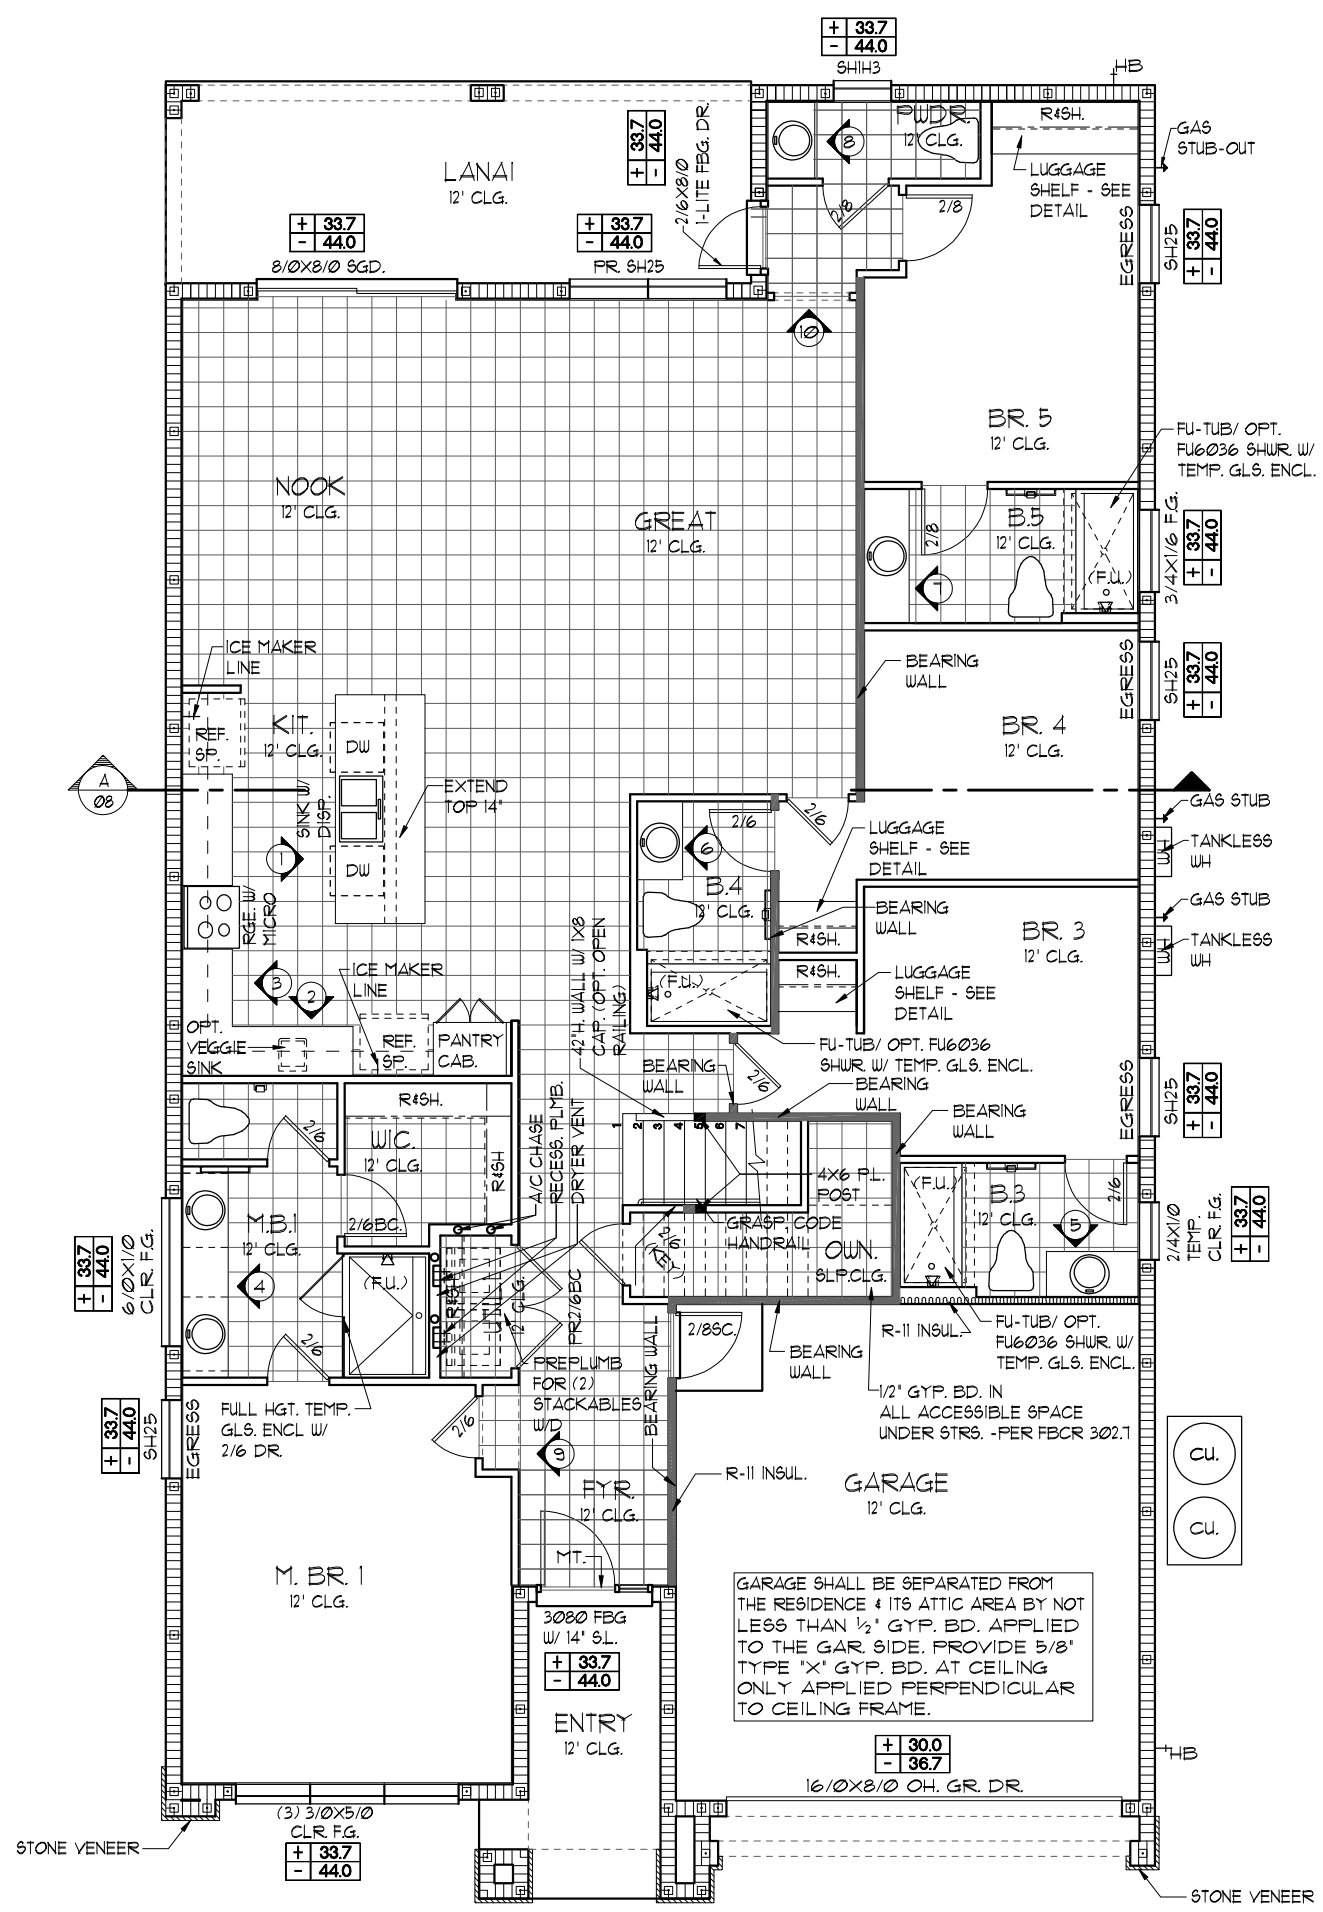 + 33.7
- 44.0
SH1H3
HB
PWDR.
12' CLG.
8
R&SH.
GAS
STUB-OUT
+ 33.7
- 44.0
2/6X8/0
1-LITE FBG. DR.
LANAI
12' CLG.
LUGGAGE
SHELF - SEE
DETAIL
2/8
2/8
EGRESS
SH25
+ 33.7
- 44.0
+ 33.7
- 44.0
8/0X8/0 SGD.
+ 33.7
- 44.0
PR. SH25
10
BR. 5
12' CLG.
FU-TUB/ OPT.
FU6036 SHWR. W/
TEMP. GLS. ENCL.
NOOK
12' CLG.
GREAT
12' CLG.
2/8
B.5
12' CLG.
(F.U.)
7
3/4X1/6 F.G.
+ 33.7
- 44.0
ICE MAKER
LINE
BEARING
WALL
EGRESS
SH25
+ 33.7
- 44.0
REF.
SP.
KIT.
12' CLG.
DW
BR. 4
12' CLG.
A
08
SINK W/
DISP.
EXTEND
TOP 14"
GAS STUB
2/6
2/6
LUGGAGE
SHELF - SEE
DETAIL
TANKLESS
WH
WH
1
DW
6
B.4
12' CLG.
RGE. W/
MICRO
GAS STUB
BEARING
WALL
BR. 3
12' CLG.
R&SH.
TANKLESS
WH
WH
R&SH.
LUGGAGE
SHELF - SEE
DETAIL
ICE MAKER
LINE
3
2
(F.U.)
42"H. WALL W/ 1X8
CAP. (OPT. OPEN
RAILING)
OPT.
VEGGIE
SINK
REF.
SP.
PANTRY
CAB.
FU-TUB/ OPT. FU6036
SHWR. W/ TEMP. GLS. ENCL.
BEARING
WALL
2/6
BEARING
WALL
EGRESS
SH25
+ 33.7
- 44.0
BEARING
WALL
R&SH.
2/6
WIC.
12' CLG.
R&SH
A/C CHASE
RECESS. PLMB.
DRYER VENT
1
2
3
4
5
6
7
4X6 P.L.
POST
(F.U.)
B.3
12' CLG.
2/6
5
2/4X1/0
TEMP.
CLR. F.G.
+ 33.7
- 44.0
M.B.1
12' CLG.
2/6BC.
GRASP. CODE
HANDRAIL
2/6
(KEY)
OWN.
SLP.CLG.
+ 33.7
- 44.0
6/0X1/0
CLR. F.G.
4
(F.U.)
R&SH
12' CLG.
PR2/6BC
2/6
2/8SC.
R-11 INSUL.
FU-TUB/ OPT.
FU6036 SHWR. W/
TEMP. GLS. ENCL.
BEARING
WALL
PREPLUMB
FOR (2)
STACKABLES
W/D
BEARING WALL
1/2" GYP. BD. IN
ALL ACCESSIBLE SPACE
UNDER STRS. -PER FBCR 302.7
FULL HGT. TEMP.
GLS. ENCL W/
2/6 DR.
+ 33.7
- 44.0
SH25
EGRESS
2/6
9
R-11 INSUL.
CU.
CU.
FYR.
12' CLG.
GARAGE
12' CLG.
MT.
M. BR. 1
12' CLG.
GARAGE SHALL BE SEPARATED FROM
THE RESIDENCE & ITS ATTIC AREA BY NOT
LESS THAN ½" GYP. BD. APPLIED
TO THE GAR. SIDE. PROVIDE 5/8"
TYPE "X" GYP. BD. AT CEILING
ONLY APPLIED PERPENDICULAR
TO CEILING FRAME.
3080 FBG
W/ 14" S.L.
+ 33.7
- 44.0
ENTRY
12' CLG.
+ 30.0
- 36.7
16/0X8/0 OH. GR. DR.
HB
(3) 3/0X5/0
CLR. F.G.
+ 33.7
- 44.0
STONE VENEER
STONE VENEER